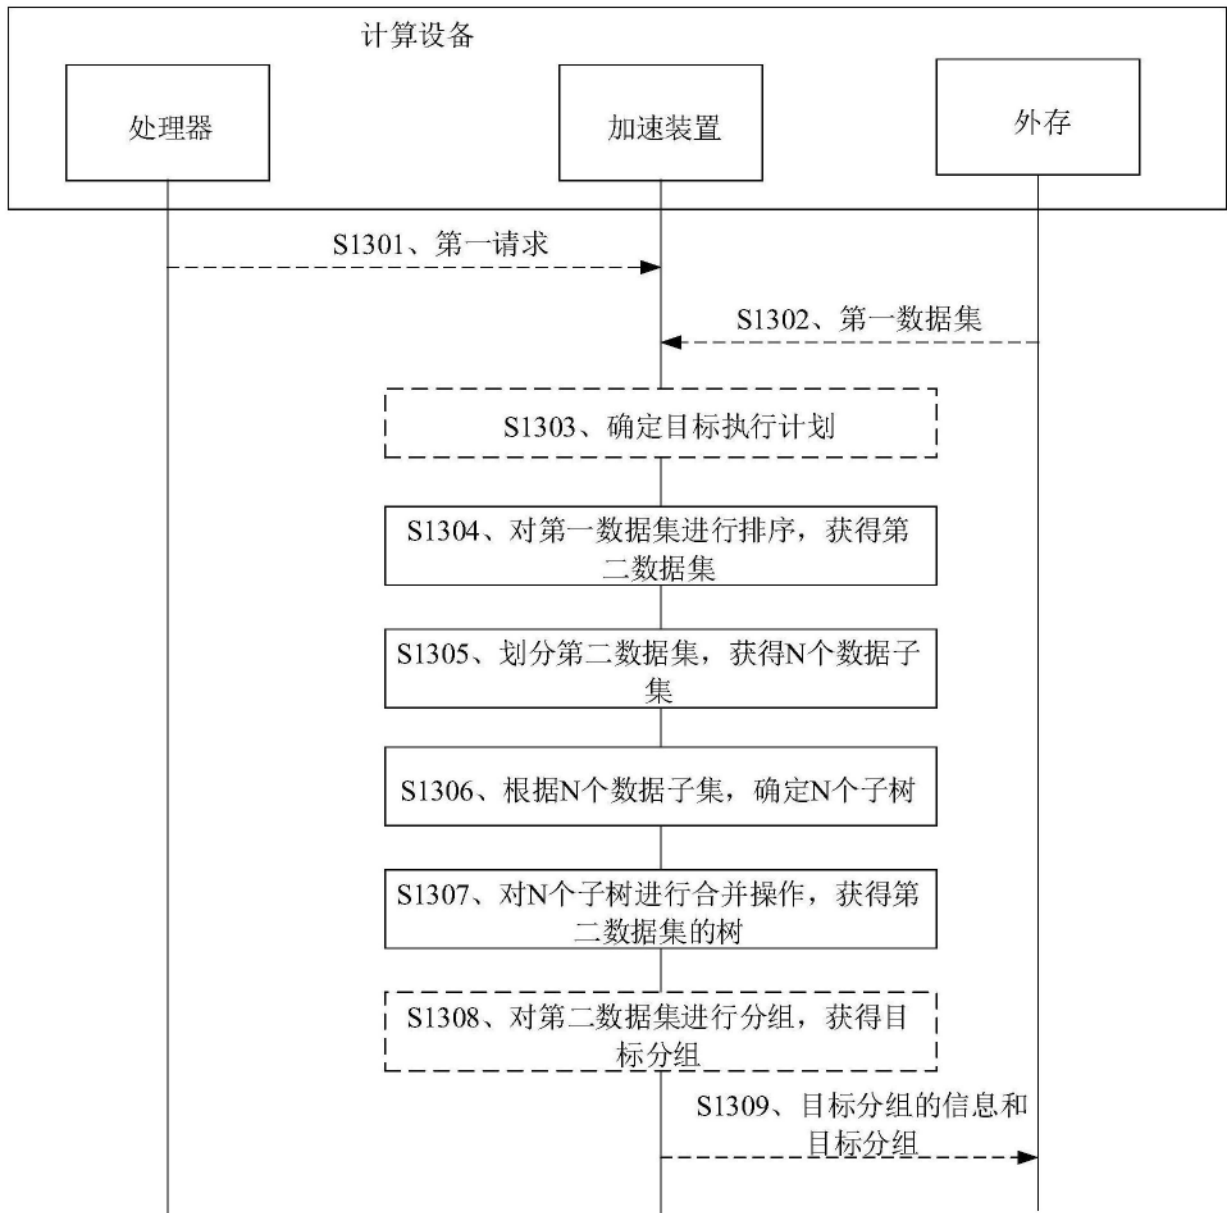 计算设备
处理器
加速装置
外存
S1301、第一请求
S1302、第一数据集
S1303、确定目标执行计划
S1304、对第一数据集进行排序，获得第
二数据集
S1305、划分第二数据集，获得N个数据子
集
S1306、根据N个数据子集，确定N个子树
S1307、对N个子树进行合并操作，获得第
二数据集的树
S1308、对第二数据集进行分组，获得目
标分组
S1309、目标分组的信息和
目标分组